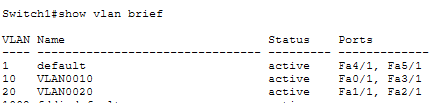 Switch1#show vlan brief
VLAN Name Status Ports
---- -------------------------------- --------- -------------
1 default active Fa4/1, Fa5/1
10 VLAN0010 active Fa0/1, Fa3/1
20 VLAN0020 active Fa1/1, Fa2/1